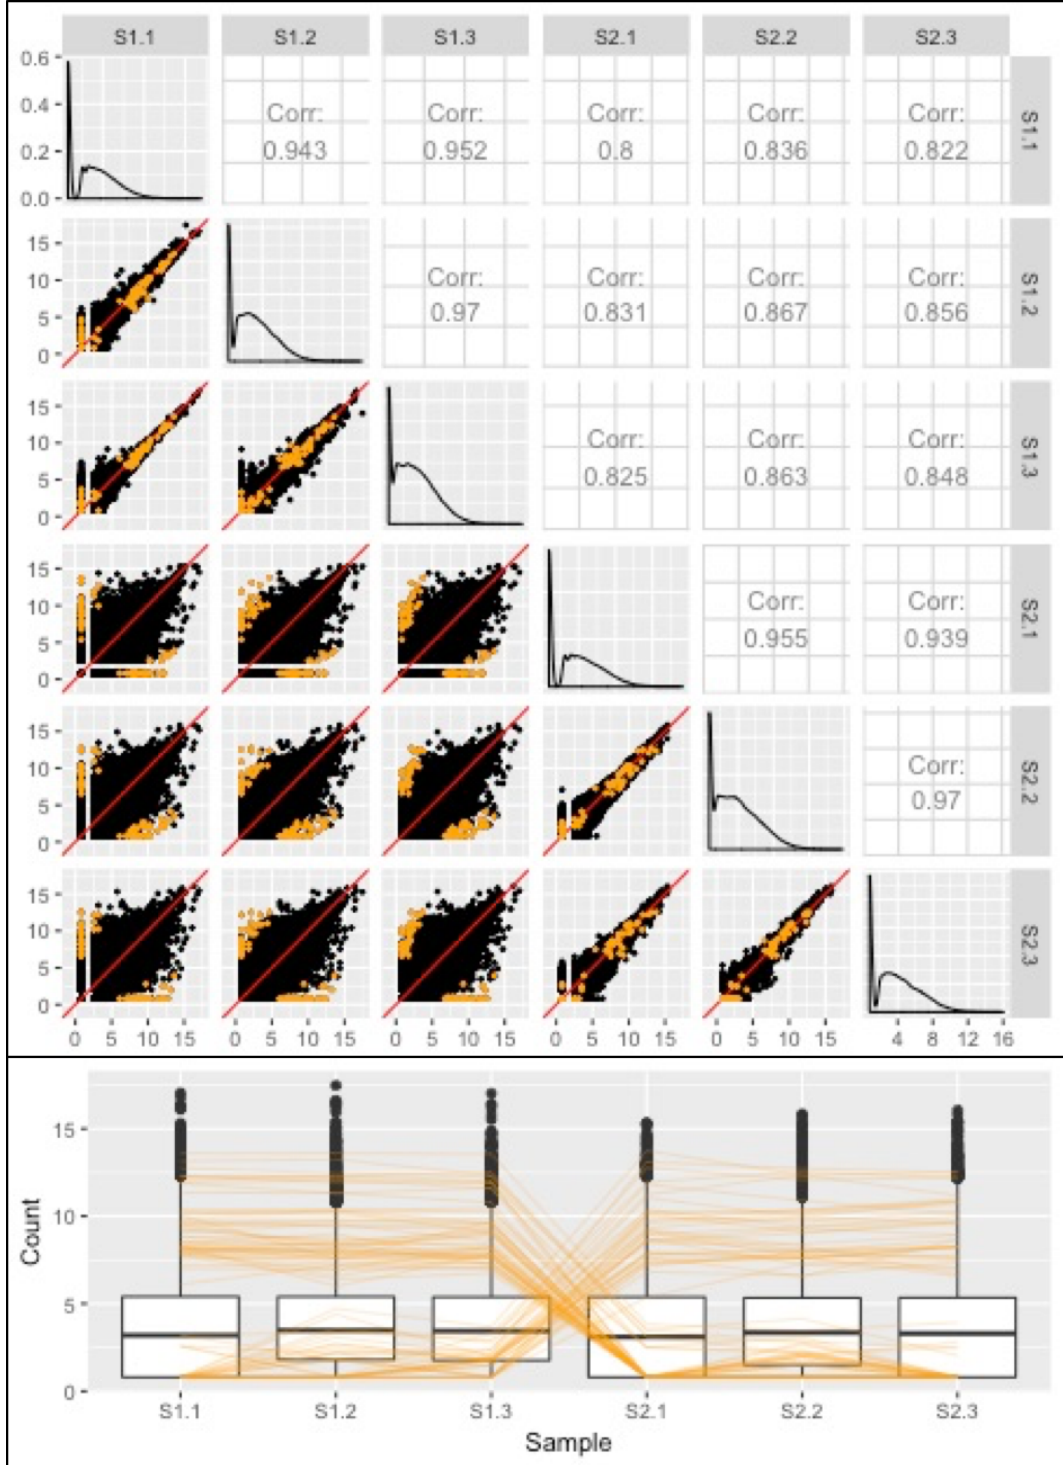 S1.1 S1.2 S1.3 S2.1 S2.2 S2.3
0.6
0.4
0.2
0.0
Corr:
0.943
Corr:
0.952
Corr:
0.8
Corr:
0.836
Corr:
0.822
S1.1
15
10
5
0
Corr:
0.97
Corr:
0.831
Corr:
0.867
Corr:
0.856
S1.2
15
10
5
0
Corr:
0.825
Corr:
0.863
Corr:
0.848
S1.3
15
10
5
0
Corr:
0.955
Corr:
0.939
S2.1
15
10
5
0
Corr:
0.97
S2.2
15
10
5
0
S2.3
0 5 10 15 0 5 10 15 0 5 10 15 0 5 10 15 0 5 10 15 4 8 12 16
Count
15
10
5
0
S1.1 S1.2 S1.3 S2.1 S2.2 S2.3
Sample